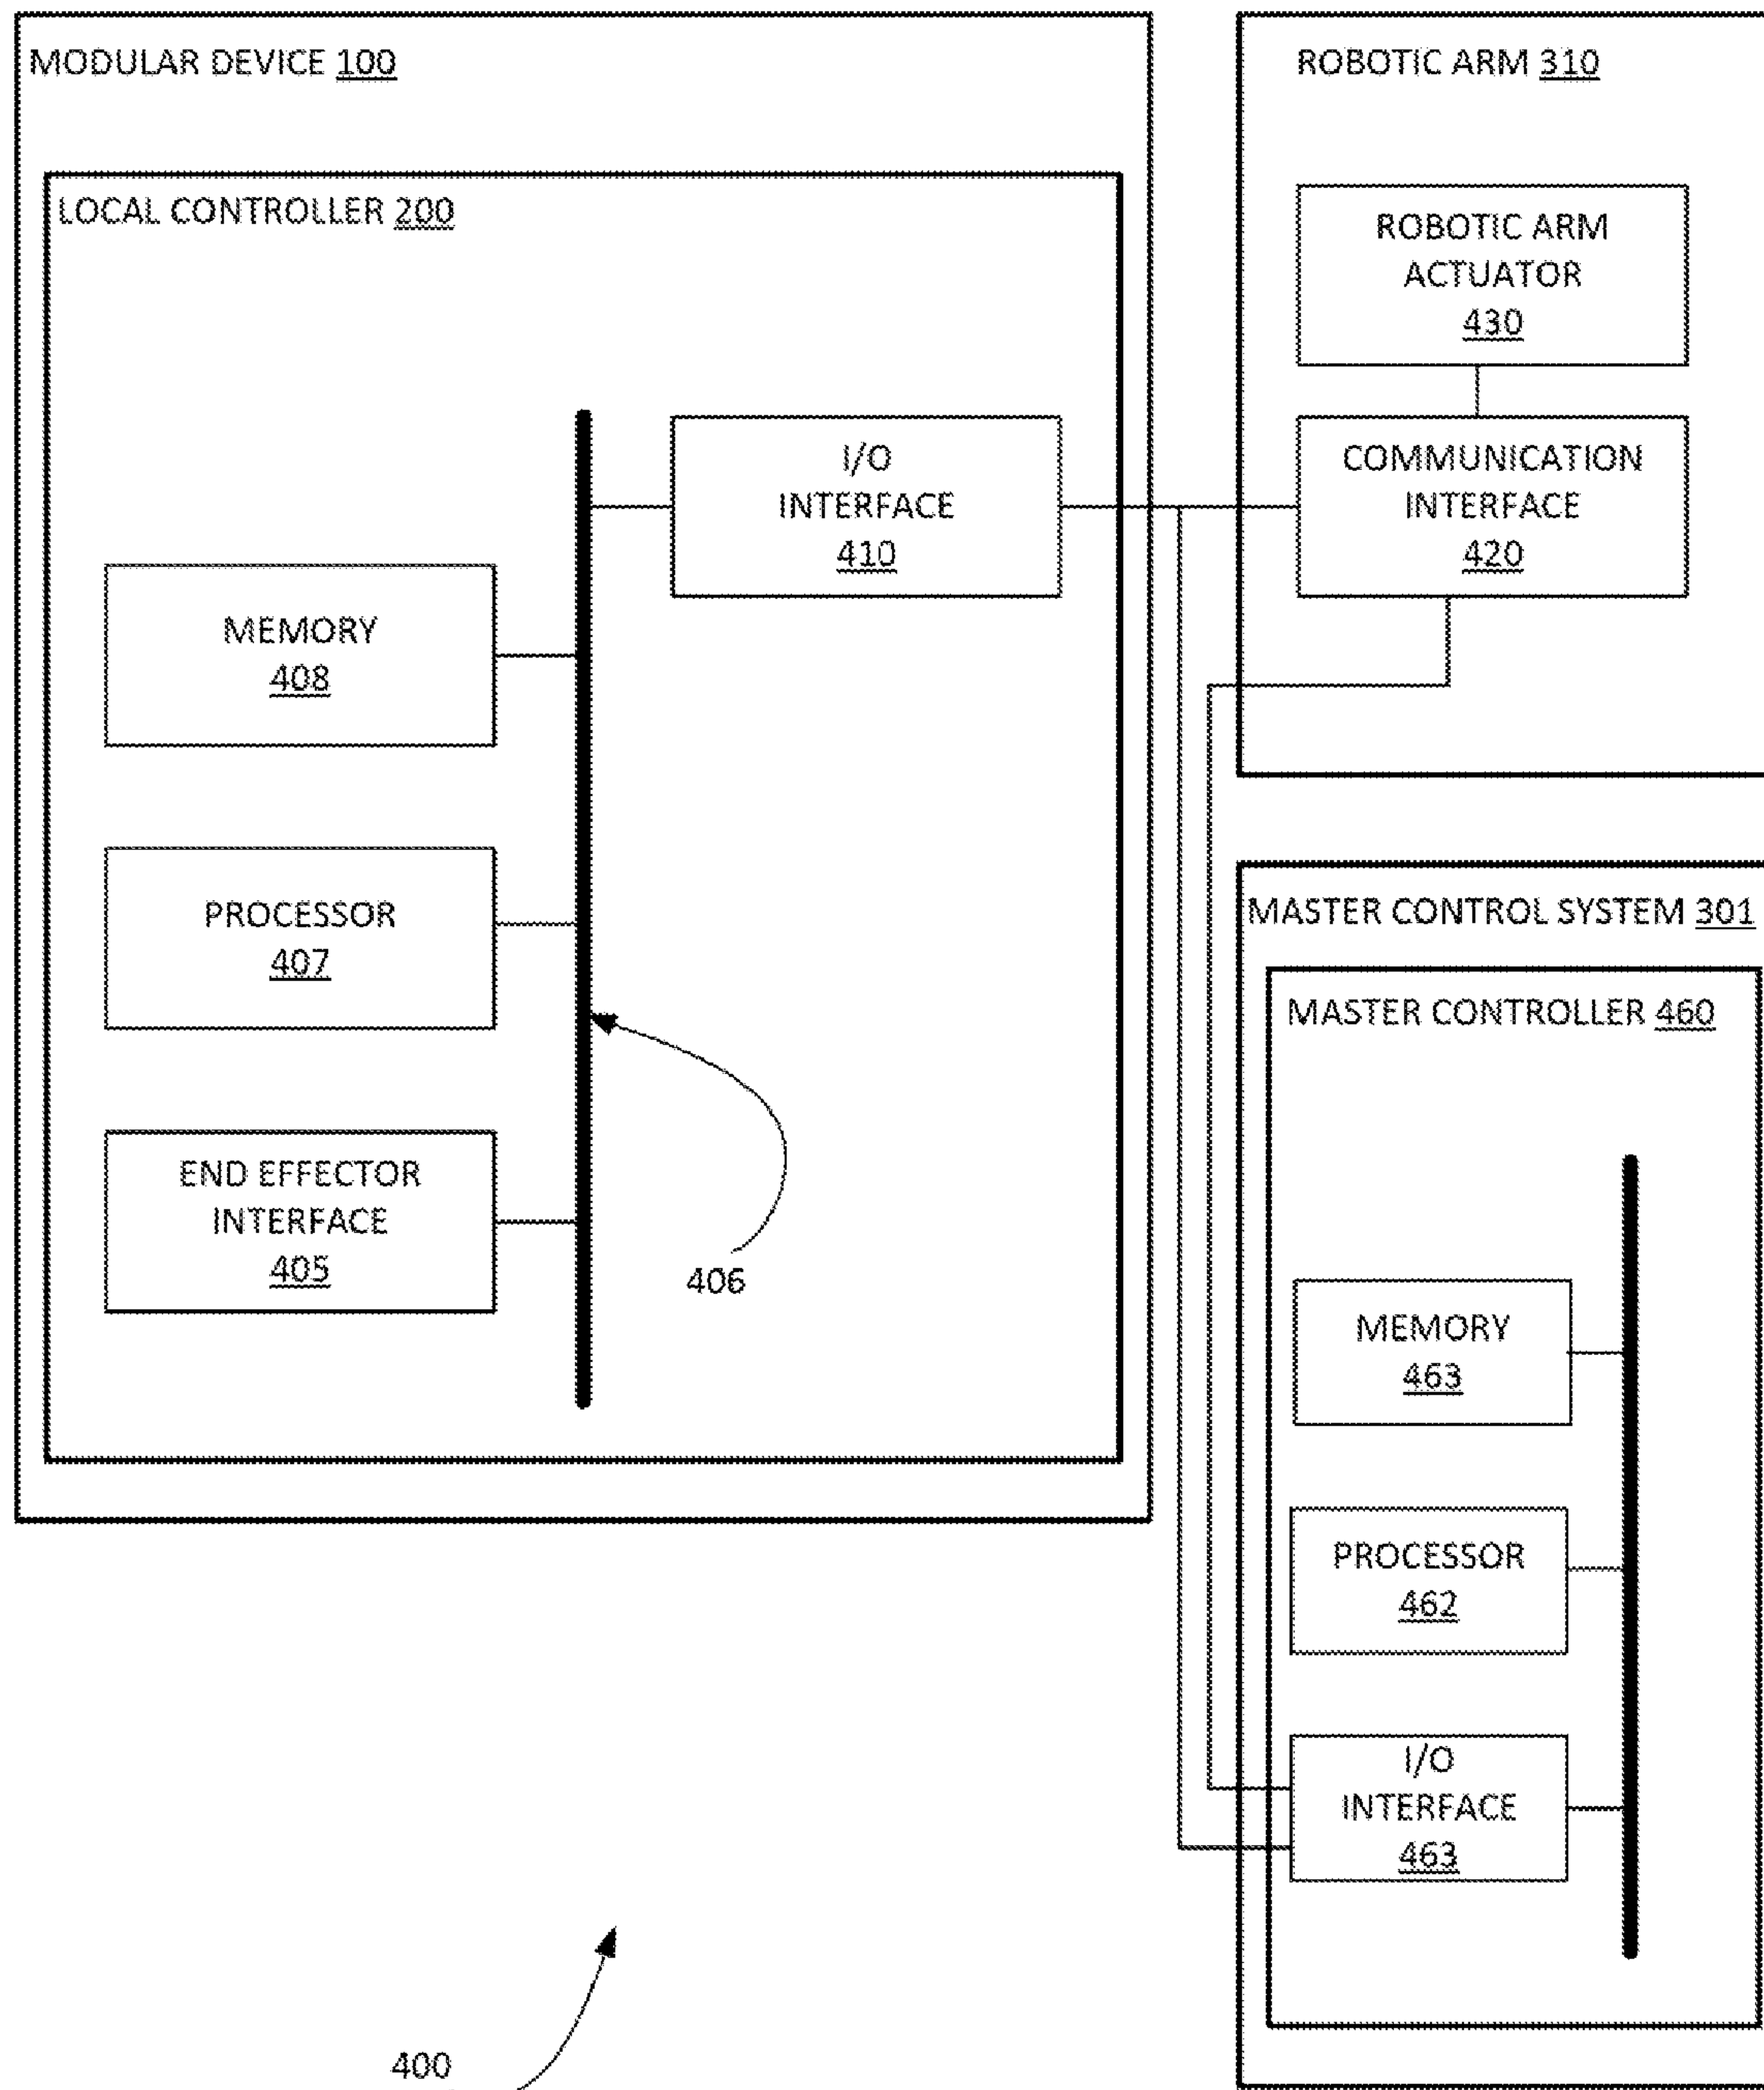 MODULAR DEVICE 100
LOCAL CONTROLLER 200
I/O
INTERFACE
410
MEMORY
408
PROCESSOR
407
END EFFECTOR
INTERFACE
405
406
ROBOTIC ARM 310
ROBOTIC ARM
ACTUATOR
430
COMMUNICATION
INTERFACE
420
MASTER CONTROL SYSTEM 301
MASTER CONTROLLER 460
MEMORY
463
PROCESSOR
462
I/O
INTERFACE
463
400